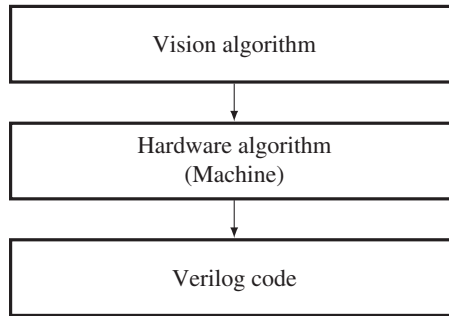 Vision algorithm
Hardware algorithm
(Machine)
Verilog code